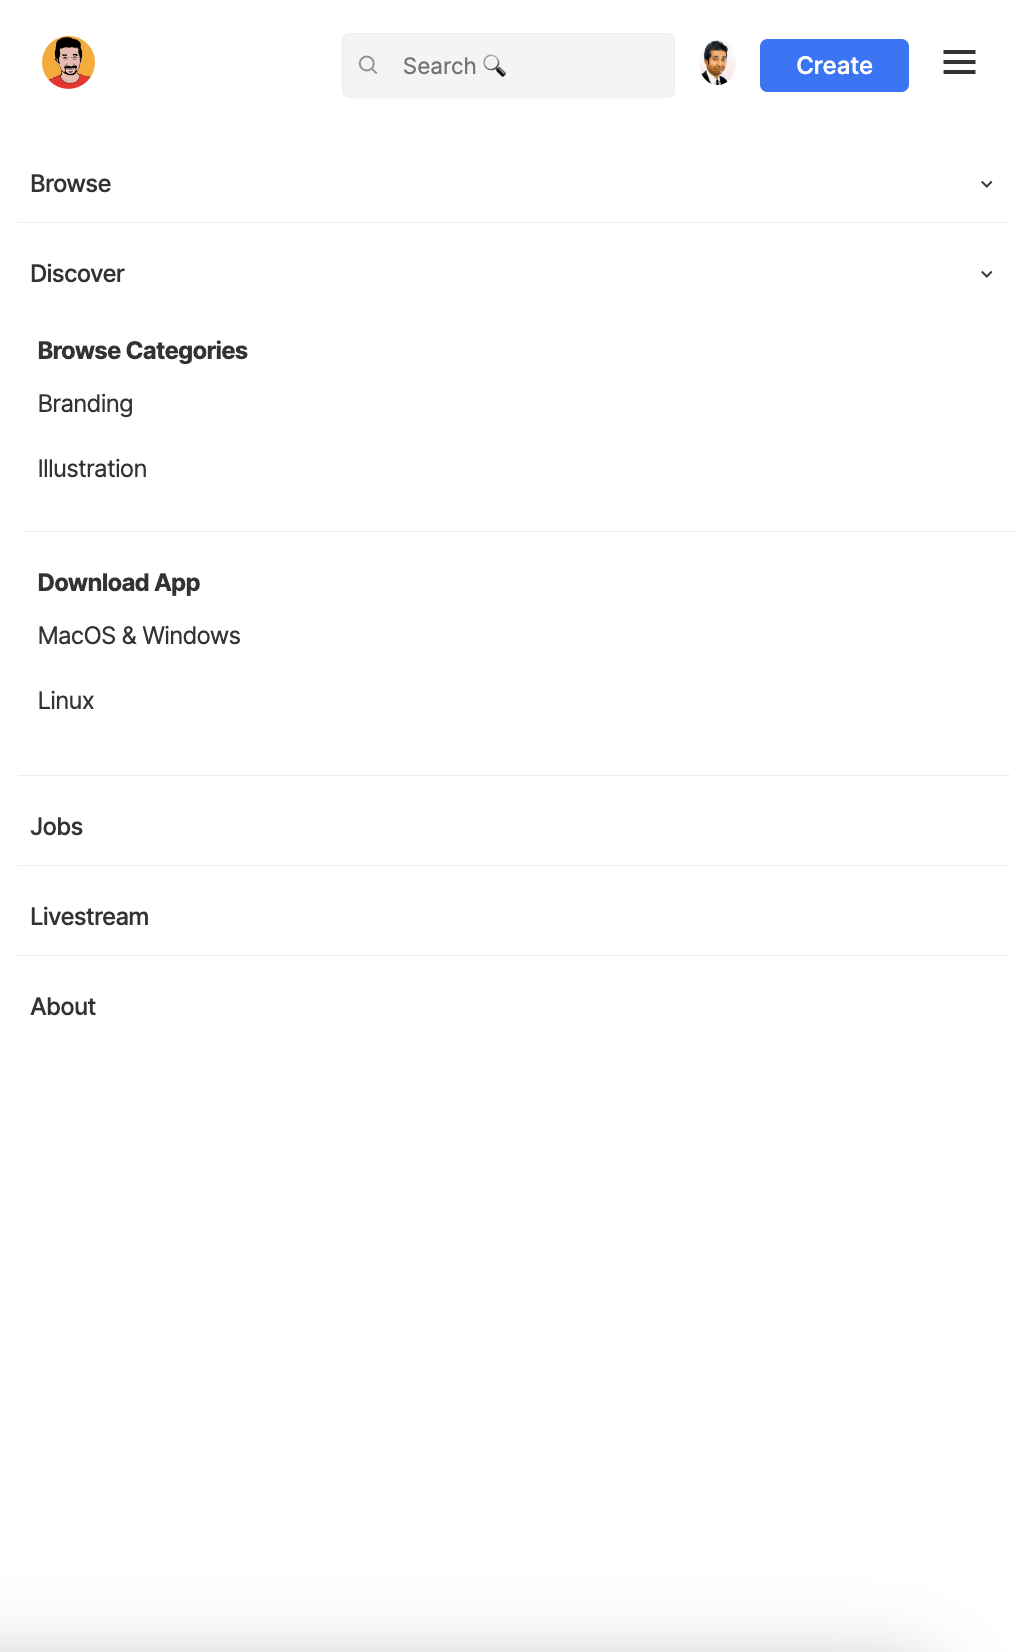 Search 🔍
Create
Browse
Discover
Browse Categories
Branding
Illustration
Download App
MacOS & Windows
Linux
Jobs
Livestream
About